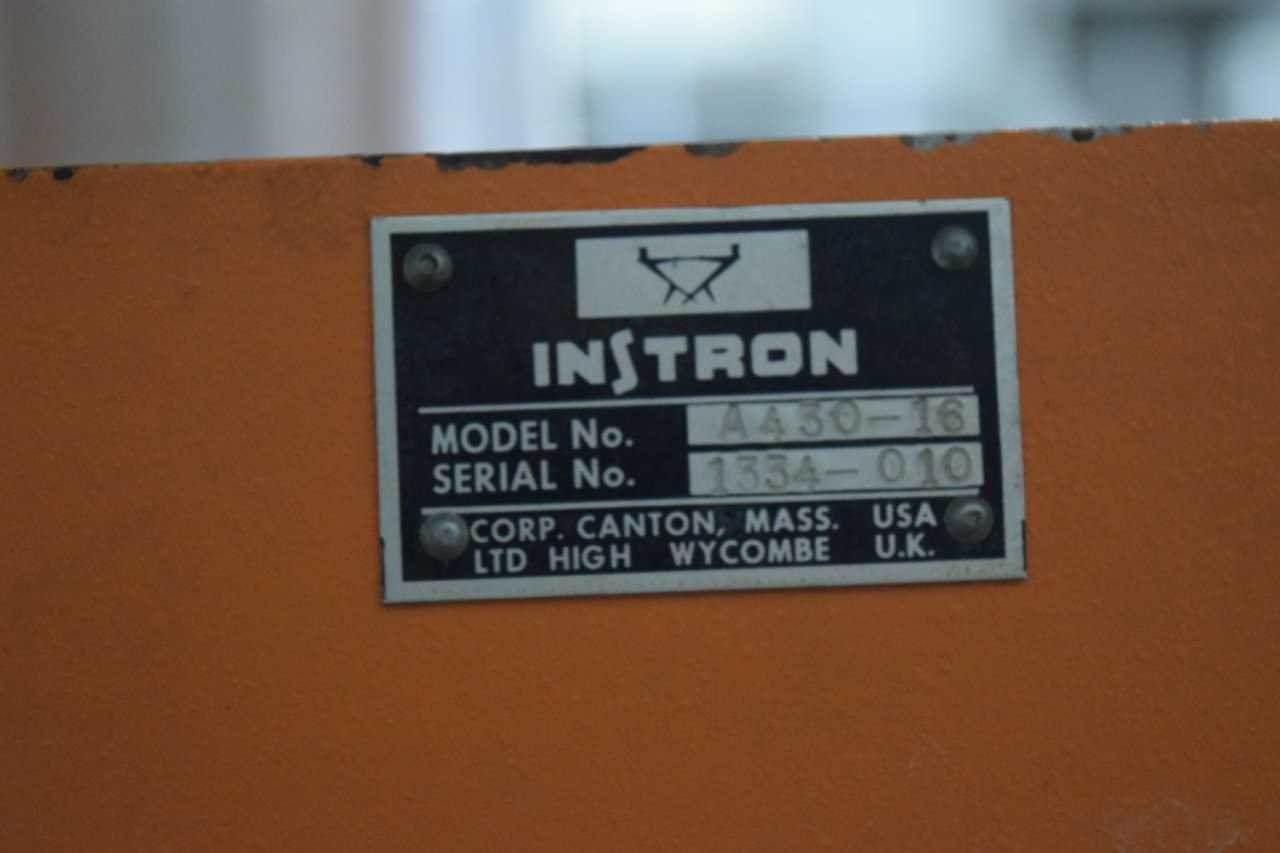 INSTRON
MODEL No. A430-16
SERIAL No. 1334-010
CORP. CANTON, MASS. USA
LTD HIGH WYCOMBE U.K.